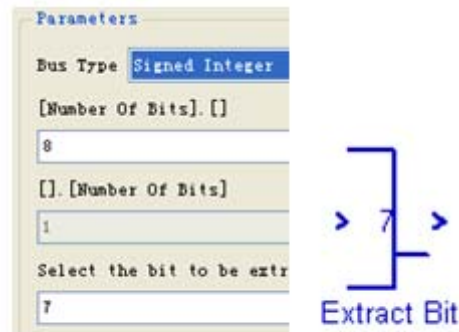 Parameters
Bus Type Signed Integer
[Number Of Bits].[]
8
[].[Number Of Bits]
1
Select the bit to be extr
7
7
Extract Bit